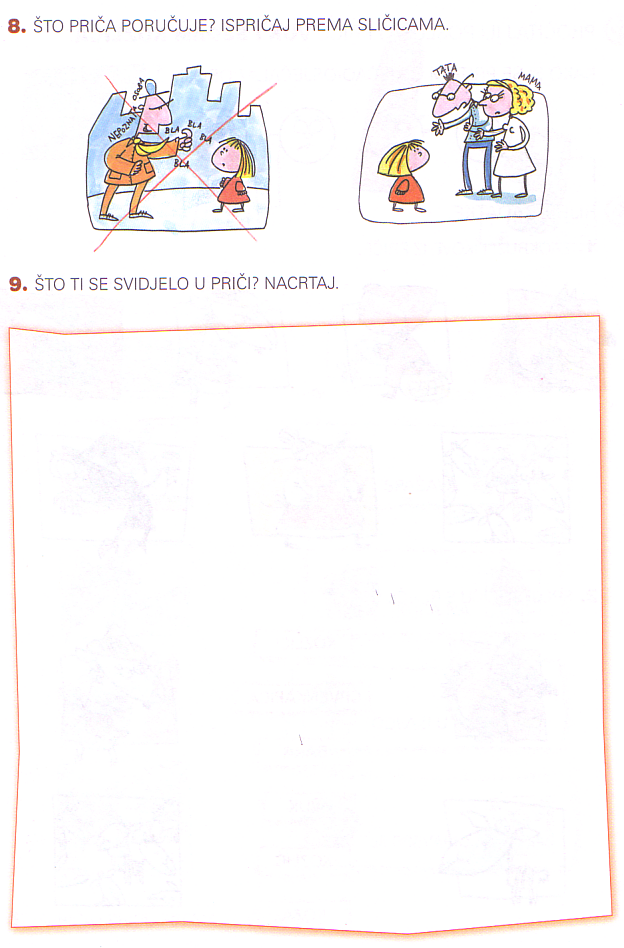 8. ŠTO PRIČA PORUČUJE? ISPRIČAJ PREMA SLIČICAMA.
NEPOZNATA OSOBA
BLA
BLA
BLA
BLA
TATA
MAMA
9. ŠTO TI SE SVIDJELO U PRIČI? NACRTAJ.